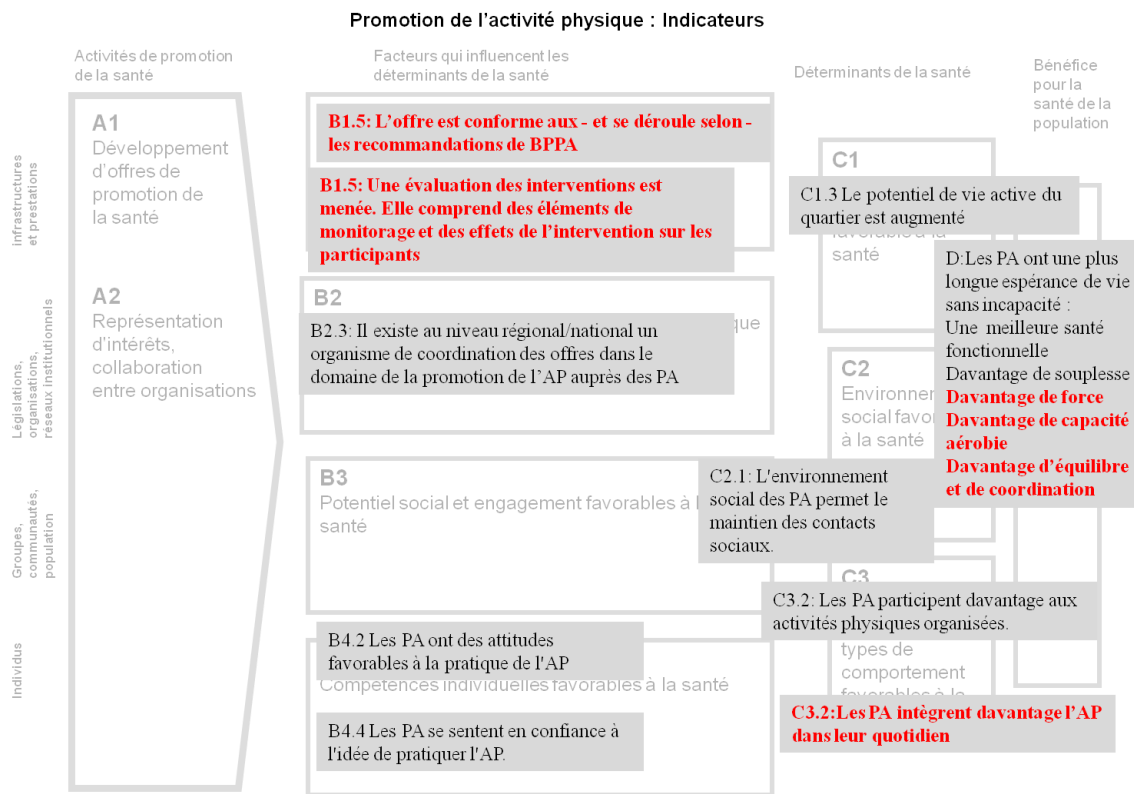 Promotion de l'activité physique : Indicateurs
Activités de promotion
de la santé
Facteurs qui influencent les
déterminants de la santé
Déterminants de la santé
Bénéfice
pour la
santé de la
population
Infrastructures
et prestations
Législations,
organisations,
réseaux institutionnels
Groupes,
communautés,
population
Individus
A1
Développement
d'offres de
promotion de
la santé
A2
Représentation
d'intérêts,
collaboration
entre organisations
B1.5: L'offre est conforme aux - et se déroule selon -
les recommandations de BPPA
B1.5: Une évaluation des interventions est
menée. Elle comprend des éléments de
monitorage et des effets de l'intervention sur les
participants
B2
que
B2.3: Il existe au niveau régional/national un
organisme de coordination des offres dans le
domaine de la promotion de l'AP auprès des PA
B3
Potentiel social et engagement favorables à l
santé
B4.2 Les PA ont des attitudes
favorables à la pratique de l'AP
Compétences individuelles favorables à la santé
B4.4 Les PA se sentent en confiance à
l'idée de pratiquer l'AP.
C1
C1.3 Le potentiel de vie active du
quartier est augmenté
favorable à la
santé
C2
Environnem
social favor
à la santé
C2.1: L'environnement
social des PA permet le
maintien des contacts
sociaux.
C3
C3.2: Les PA participent davantage aux
activités physiques organisées.
types de
comportement
favorables à la
C3.2:Les PA intègrent davantage l'AP
dans leur quotidien
D:Les PA ont une plus
longue espérance de vie
sans incapacité :
Une meilleure santé
fonctionnelle
Davantage de souplesse
Davantage de force
Davantage de capacité
aérobie
Davantage d'équilibre
et de coordination